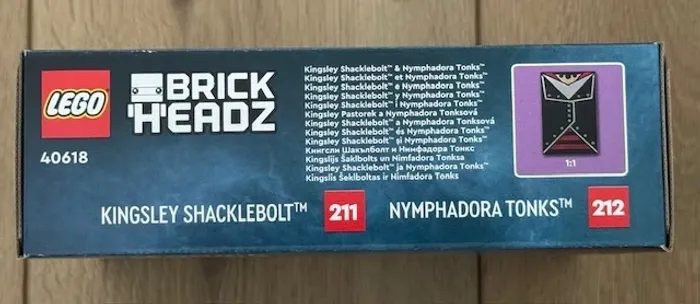 LEGO
BRICK
HEADZ
40618
Kingsley Shacklebolt™ & Nymphadora Tonks™
Kingsley Shacklebolt™ et Nymphadora Tonks™
Kingsley Shacklebolt™ e Nymphadora Tonks™
Kingsley Shacklebolt™ y Nymphadora Tonks™
Kingsley Shacklebolt™ i Nymphadora Tonks™
Kingsley Pastorek a Nymphadora Tonksová
Kingsley Shacklebolt™ a Nymphadora Tonksová
Kingsley Shacklebolt™ és Nymphadora Tonks™
Kingsley Shacklebolt™ și Nymphadora Tonks™
Кингсли Шакълболт и Нимфадора Тонкс
Kingslijs Šaklbolts un Nimfadora Tonksa
Kingsley Shacklebolt™ ja Nymphadora Tonks™
Kingslis Šeklboltas ir Nimfadora Tonks
1:1
KINGSLEY SHACKLEBOLT™ 211 NYMPHADORA TONKS™ 212